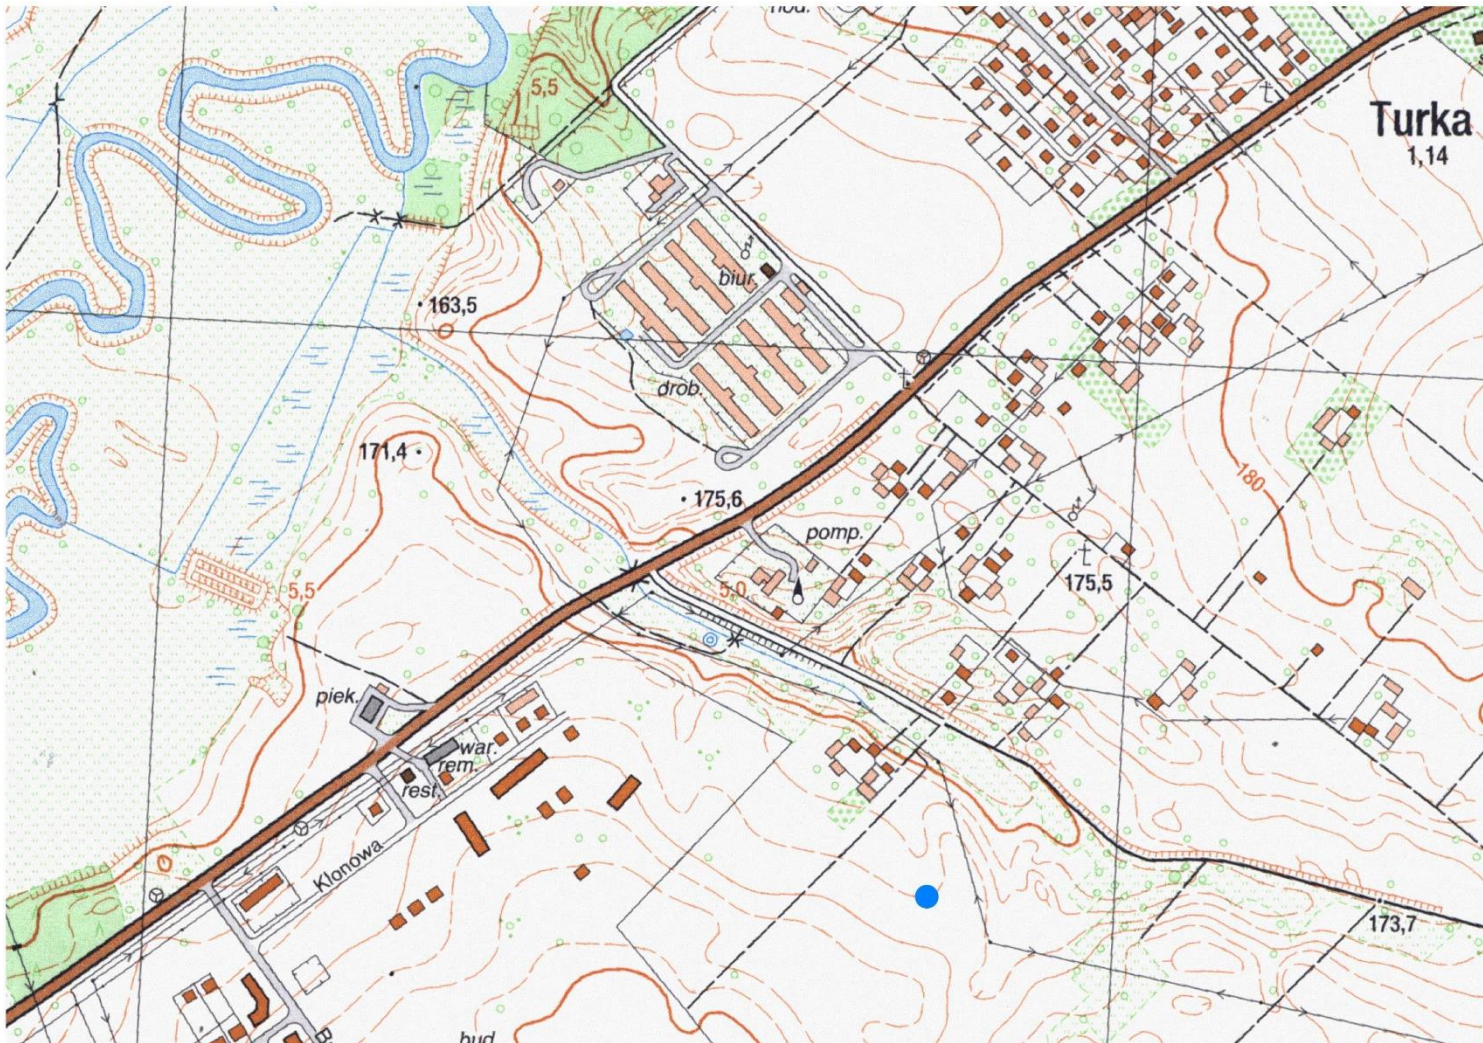 hod.
5,5
Turka
1,14
biur.
163,5
drob.
171,4
180
175,6
pomp.
175,5
5,5
5,0
piek.
war.
rem.
rest.
Klonowa
173,7
bud.